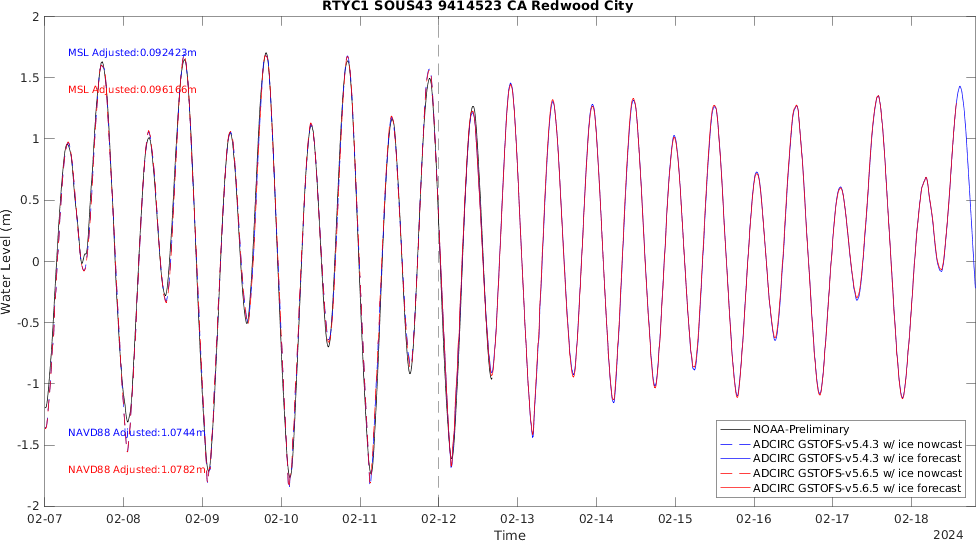 RTYC1 SOUS43 9414523 CA Redwood City
2
1.5
1
0.5
0
-0.5
-1
-1.5
-2
Water Level (m)
MSL Adjusted:0.092423m
MSL Adjusted:0.096166m
NAVD88 Adjusted:1.0744m
NAVD88 Adjusted:1.0782m
NOAA-Preliminary
ADCIRC GSTOFS-v5.4.3 w/ ice nowcast
ADCIRC GSTOFS-v5.4.3 w/ ice forecast
ADCIRC GSTOFS-v5.6.5 w/ ice nowcast
ADCIRC GSTOFS-v5.6.5 w/ ice forecast
02-07 02-08 02-09 02-10 02-11 02-12 02-13 02-14 02-15 02-16 02-17 02-18
Time
2024